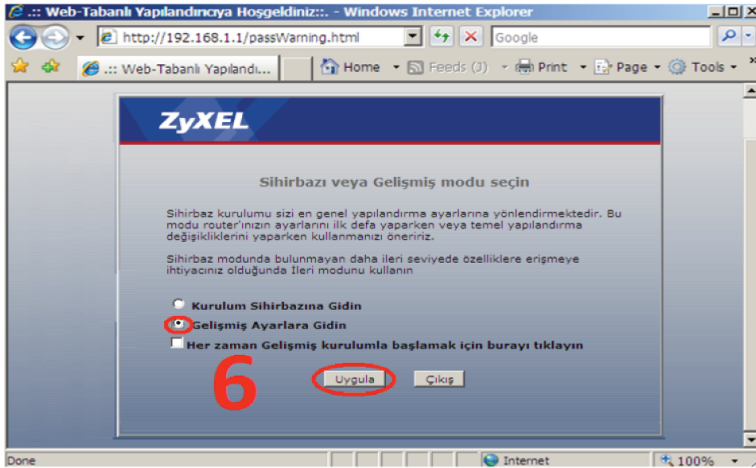 .:: Web-Tabanlı Yapılandırıcıya Hoşgeldiniz::. - Windows Internet Explorer
http://192.168.1.1/passWarning.html Google
.:: Web-Tabanlı Yapılandı... Home Feeds (J) Print Page Tools
ZyXEL
Sihirbazı veya Gelişmiş modu seçin
Sihirbaz kurulumu sizi en genel yapılandırma ayarlarına yönlendirmektedir. Bu
modu router'ınızın ayarlarını ilk defa yaparken veya temel yapılandırma
değişikliklerini yaparken kullanmanızı öneririz.
Sihirbaz modunda bulunmayan daha ileri seviyede özelliklere erişmeye
ihtiyacınız olduğunda İleri modunu kullanın
Kurulum Sihirbazına Gidin
Gelişmiş Ayarlara Gidin
Her zaman Gelişmiş kurulumla başlamak için burayı tıklayın
6 Uygula Çıkış
Done Internet 100%